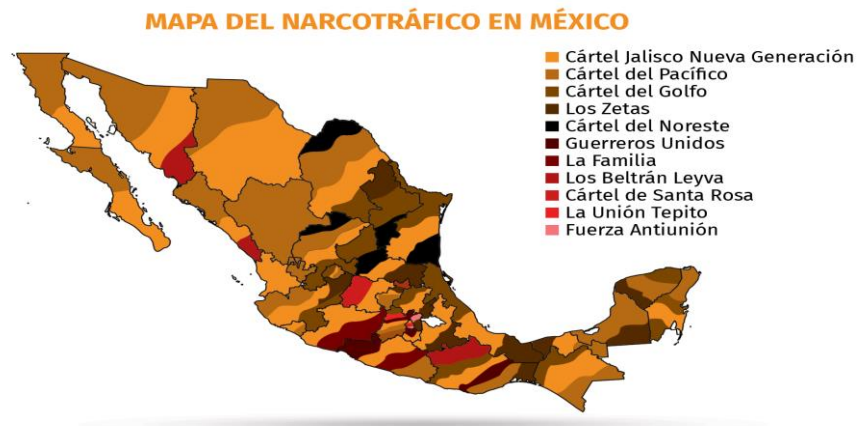 MAPA DEL NARCOTRÁFICO EN MÉXICO
Cártel Jalisco Nueva Generación
Cártel del Pacífico
Cártel del Golfo
Los Zetas
Cártel del Noreste
Guerreros Unidos
La Familia
Los Beltrán Leyva
Cártel de Santa Rosa
La Unión Tepito
Fuerza Antiunión